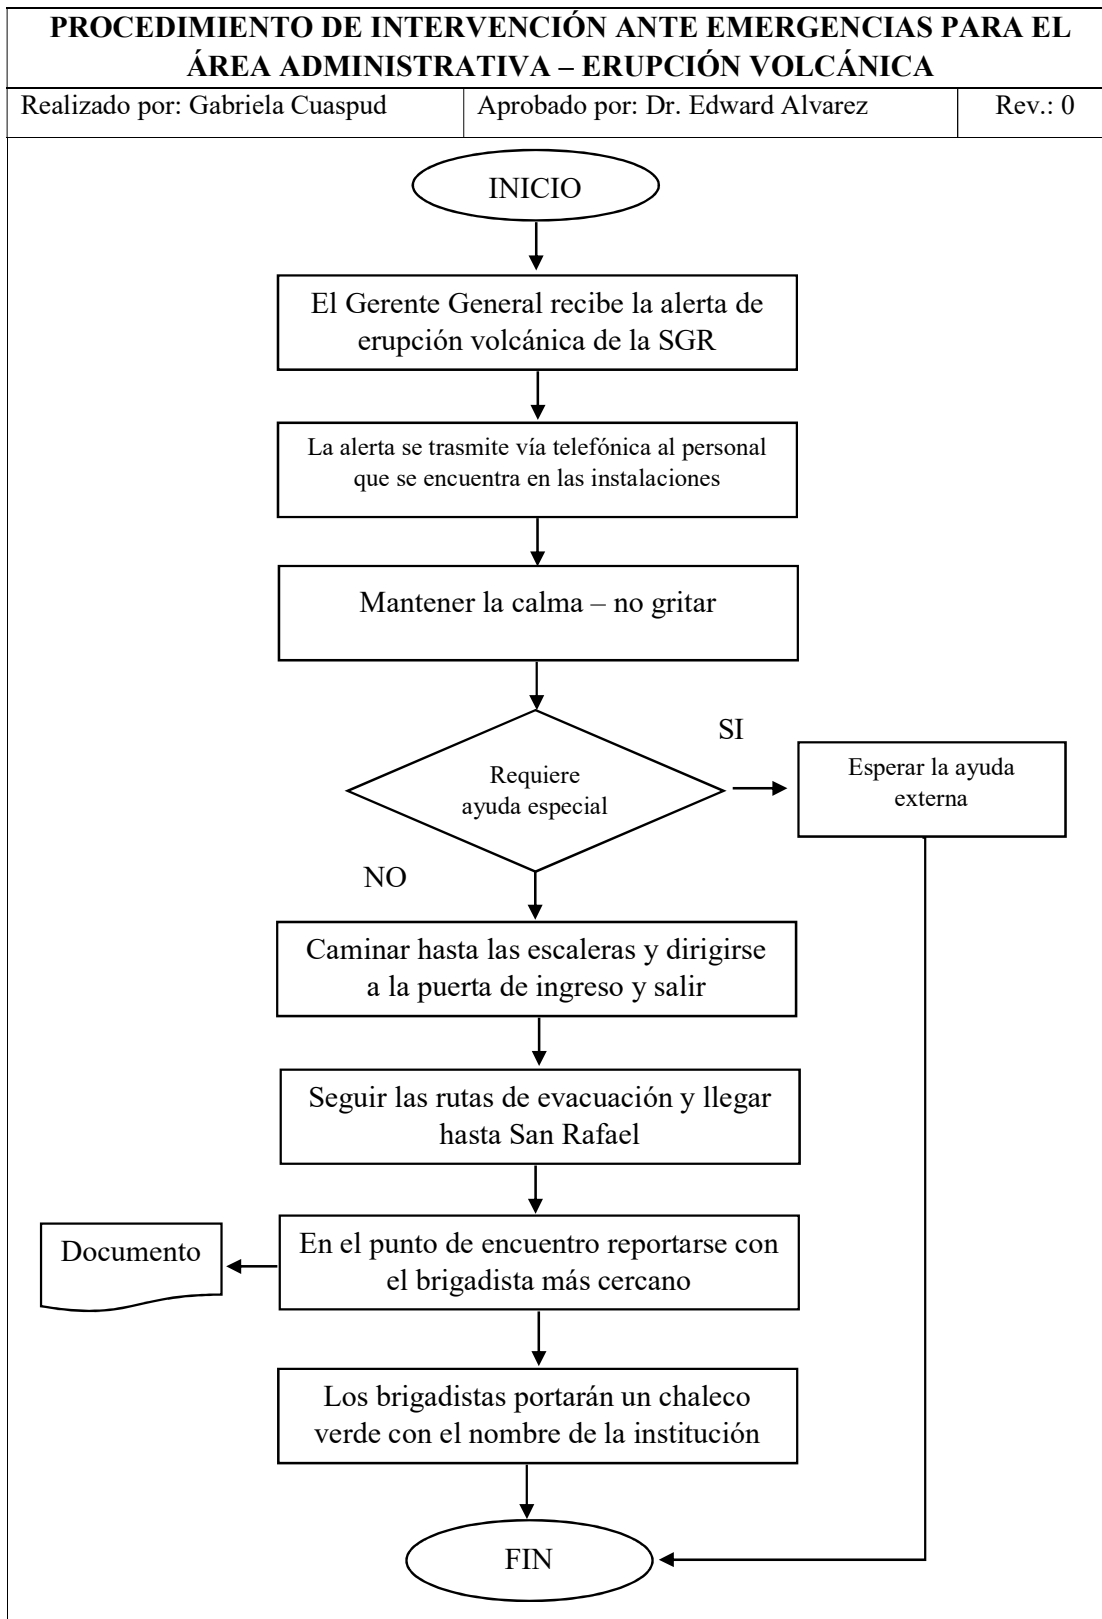 PROCEDIMIENTO DE INTERVENCIÓN ANTE EMERGENCIAS PARA EL
ÁREA ADMINISTRATIVA – ERUPCIÓN VOLCÁNICA
Realizado por: Gabriela Cuaspud
Aprobado por: Dr. Edward Alvarez
Rev.: 0
INICIO
El Gerente General recibe la alerta de
erupción volcánica de la SGR
La alerta se trasmite vía telefónica al personal
que se encuentra en las instalaciones
Mantener la calma – no gritar
Requiere
ayuda especial
SI
Esperar la ayuda
externa
NO
Caminar hasta las escaleras y dirigirse
a la puerta de ingreso y salir
Seguir las rutas de evacuación y llegar
hasta San Rafael
Documento
En el punto de encuentro reportarse con
el brigadista más cercano
Los brigadistas portarán un chaleco
verde con el nombre de la institución
FIN